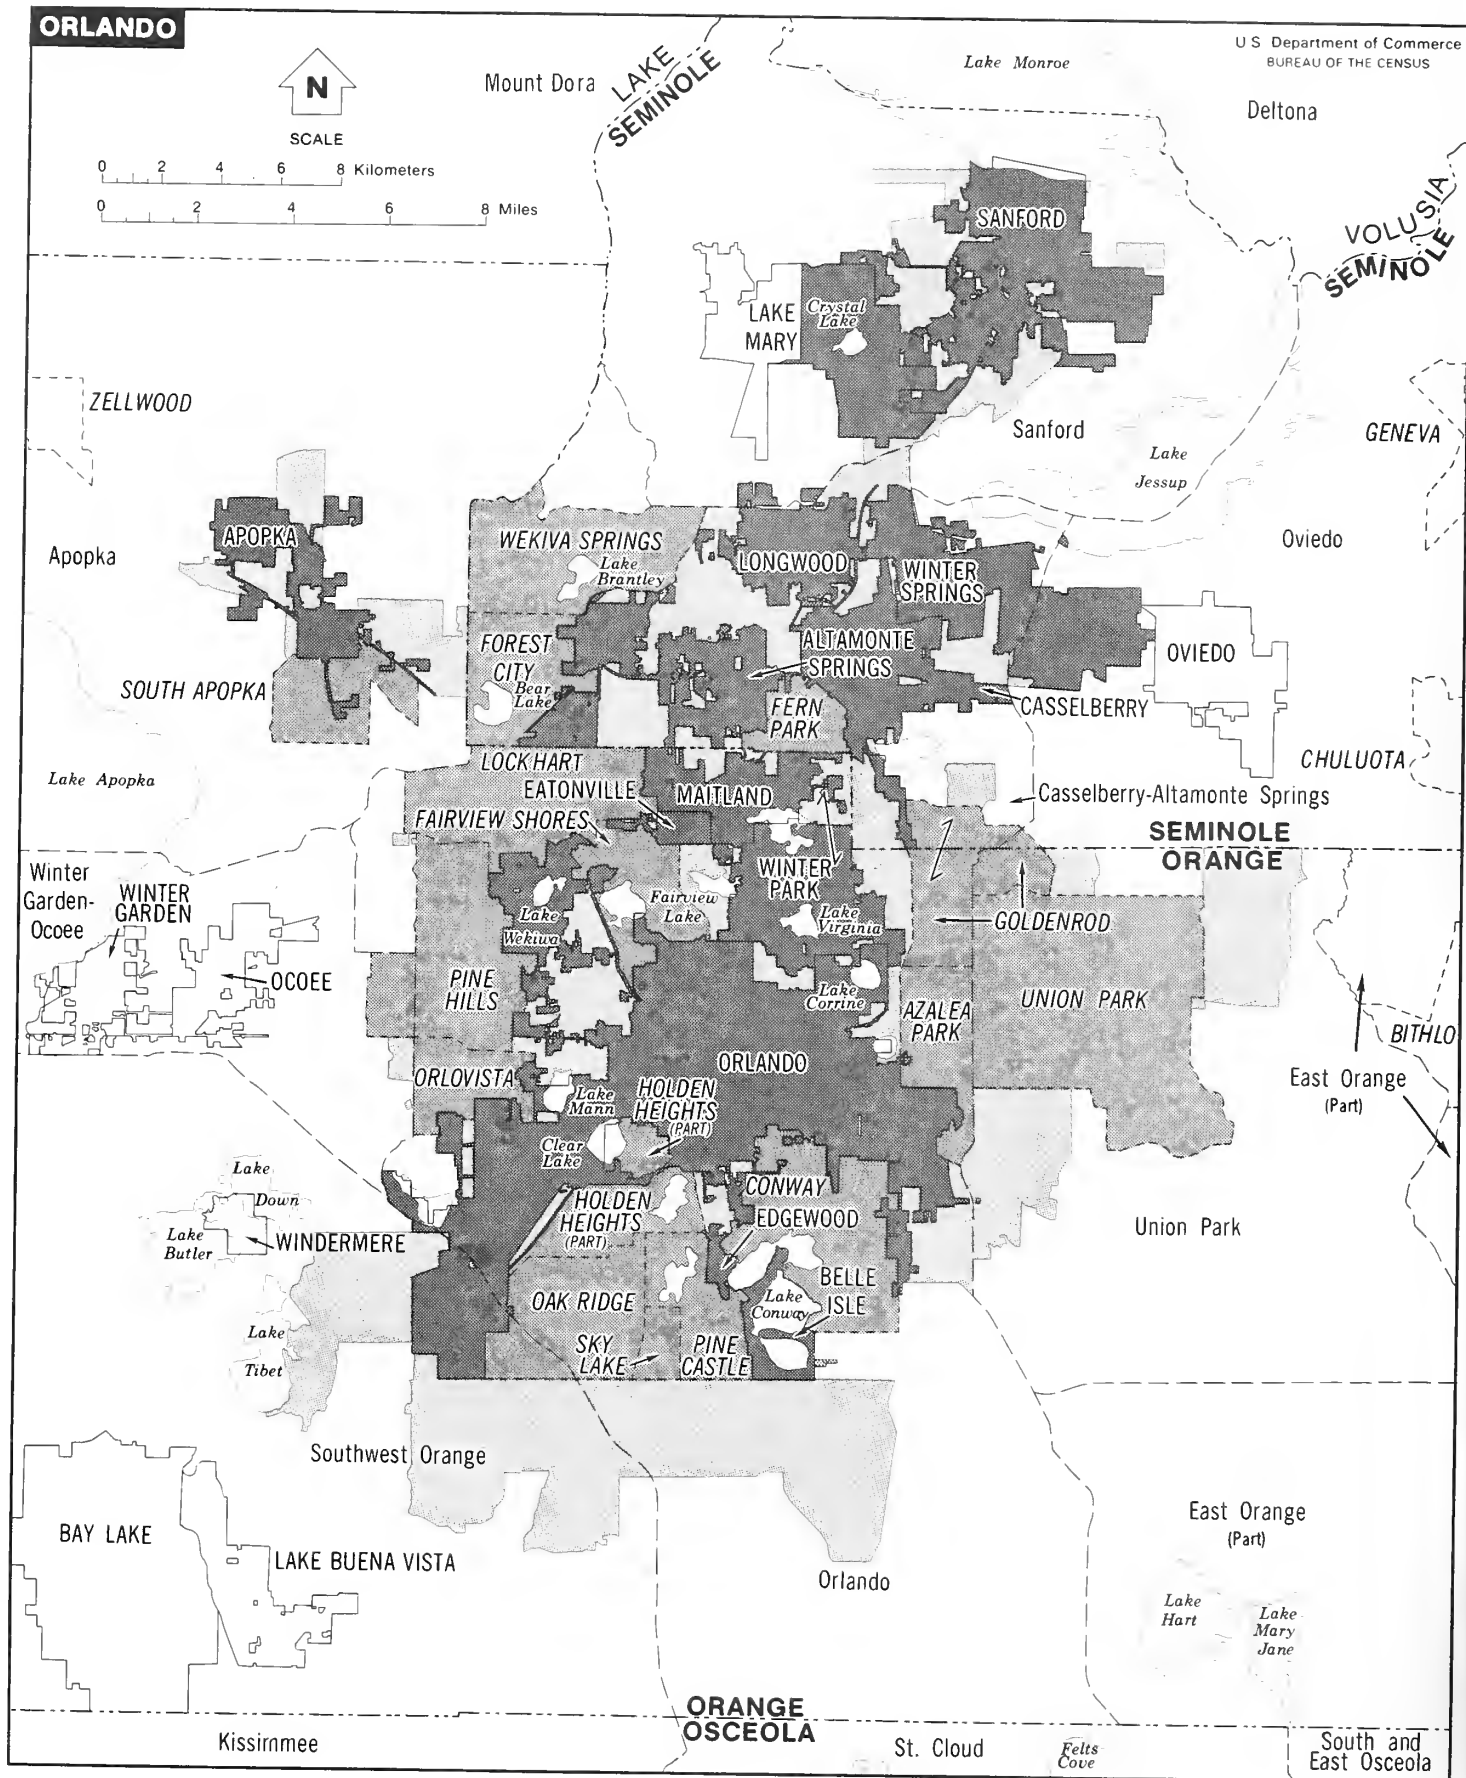 ORLANDO
U S Department of Commerce
BUREAU OF THE CENSUS
N
SCALE
0 2 4 6 8 Kilometers
0 2 4 6 8 Miles
Mount Dora
LAKE
SEMINOLE
Lake Monroe
Deltona
VOLUSIA
SEMINOLE
SANFORD
LAKE
MARY
Crystal
Lake
ZELLWOOD
Sanford
GENEVA
Lake
Jessup
APOPKA
Apopka
WEKIVA SPRINGS
Lake
Brantley
LONGWOOD
WINTER
SPRINGS
Oviedo
FOREST
CITY
Bear
Lake
ALTAMONTE
SPRINGS
OVIEDO
SOUTH APOPKA
FERN
PARK
CASSELBERRY
CHULUOTA
Lake Apopka
LOCKHART
EATONVILLE
MAITLAND
FAIRVIEW SHORES
Casselberry-Altamonte Springs
SEMINOLE
ORANGE
Winter
Garden-
Ocoee
WINTER
GARDEN
WINTER
PARK
Lake
Wekiwa
Fairview
Lake
Lake
Virginia
GOLDENROD
OCOEE
PINE
HILLS
Lake
Corrine
AZALEA
PARK
UNION PARK
BITHLO
ORLANDO
ORLOVISTA
Lake
Mann
HOLDEN
HEIGHTS
(PART)
East Orange
(Part)
Clear
Lake
Lake
Down
Lake
Butler
WINDERMERE
HOLDEN
HEIGHTS
(PART)
CONWAY
EDGEWOOD
Union Park
BELLE
ISLE
Lake
Conway
OAK RIDGE
Lake
Tibet
SKY
LAKE
PINE
CASTLE
Southwest Orange
BAY LAKE
LAKE BUENA VISTA
Orlando
East Orange
(Part)
Lake
Hart
Lake
Mary
Jane
ORANGE
OSCEOLA
Kissimmee
St. Cloud
Felts
Cove
South and
East Osceola